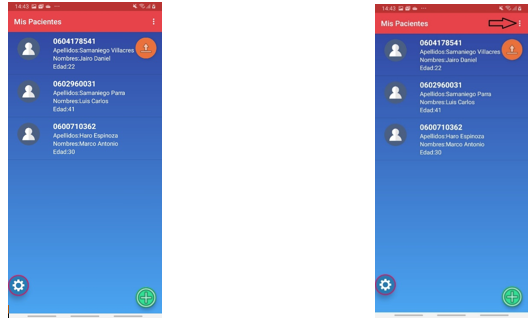 14:43
Mis Pacientes
0604178541
Apellidos:Samaniego Villacres
Nombres:Jairo Daniel
Edad:22
0602960031
Apellidos:Samaniego Parra
Nombres:Luis Carlos
Edad:41
0600710362
Apellidos:Haro Espinoza
Nombres:Marco Antonio
Edad:30
14:43
Mis Pacientes
0604178541
Apellidos:Samaniego Villacres
Nombres:Jairo Daniel
Edad:22
0602960031
Apellidos:Samaniego Parra
Nombres:Luis Carlos
Edad:41
0600710362
Apellidos:Haro Espinoza
Nombres:Marco Antonio
Edad:30